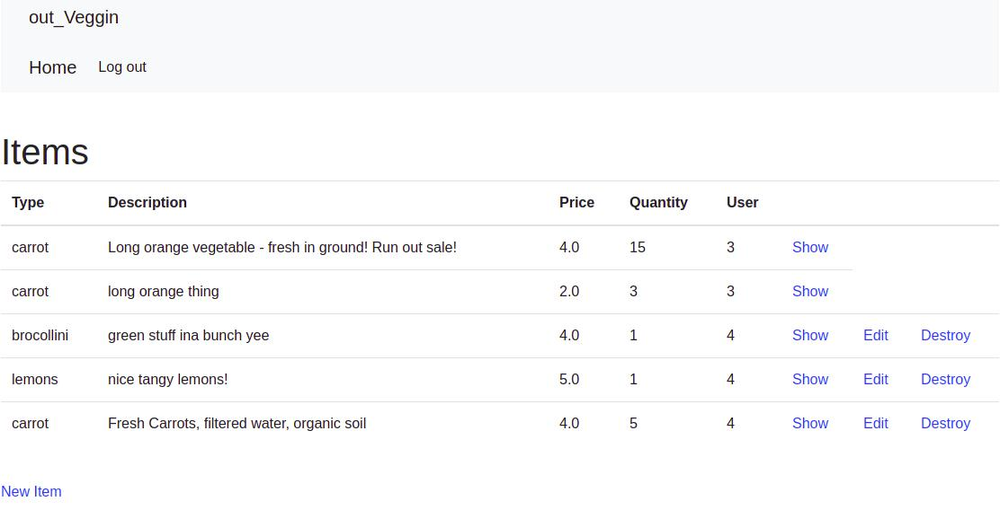 out_Veggin
Home Log out
Items
Type Description Price Quantity User
carrot Long orange vegetable - fresh in ground! Run out sale! 4.0 15 3 Show
carrot long orange thing 2.0 3 3 Show
brocollini green stuff ina bunch yee 4.0 1 4 Show Edit Destroy
lemons nice tangy lemons! 5.0 1 4 Show Edit Destroy
carrot Fresh Carrots, filtered water, organic soil 4.0 5 4 Show Edit Destroy
New Item